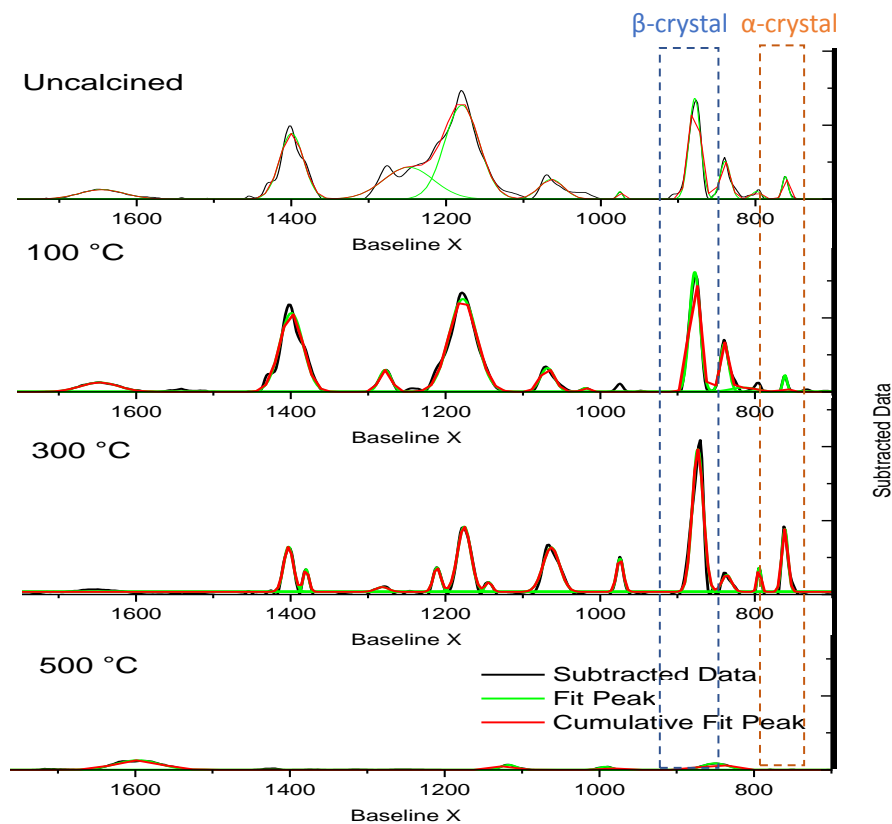 β-crystal α-crystal
Uncalcined
1600 1400 1200 1000 800
Baseline X
100 °C
1600 1400 1200 1000 800
Baseline X
300 °C
1600 1400 1200 1000 800
Baseline X
500 °C
Subtracted Data
Fit Peak
Cumulative Fit Peak
1600 1400 1200 1000 800
Baseline X
Subtracted Data